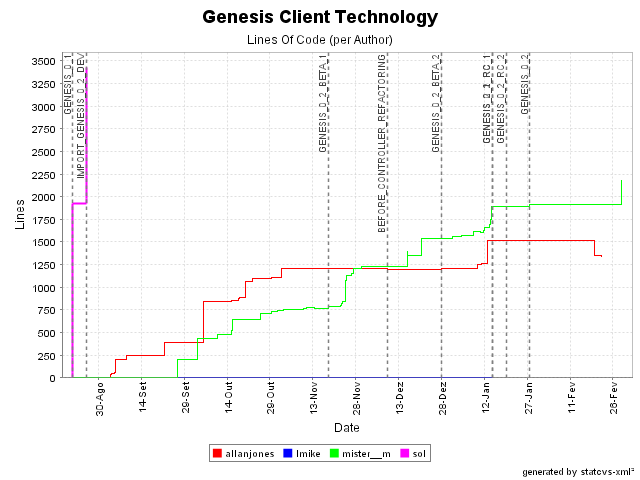 Genesis Client Technology
Lines Of Code (per Author)
GENESIS_0_1
IMPORT_GENESIS_0_2_DEV
GENESIS_0_2_BETA_1
BEFORE_CONTROLLER_REFACTORING
GENESIS_0_2_BETA_2
GENESIS_0_2_RC_1
GENESIS_0_2_RC_2
GENESIS_0_2
Lines
3500
3250
3000
2750
2500
2250
2000
1750
1500
1250
1000
750
500
250
0
30-Ago
14-Set
29-Set
14-Out
29-Out
13-Nov
28-Nov
13-Dez
28-Dez
12-Jan
27-Jan
11-Fev
26-Fev
Date
allanjones lmike mister__m sol
generated by statcvs-xml²